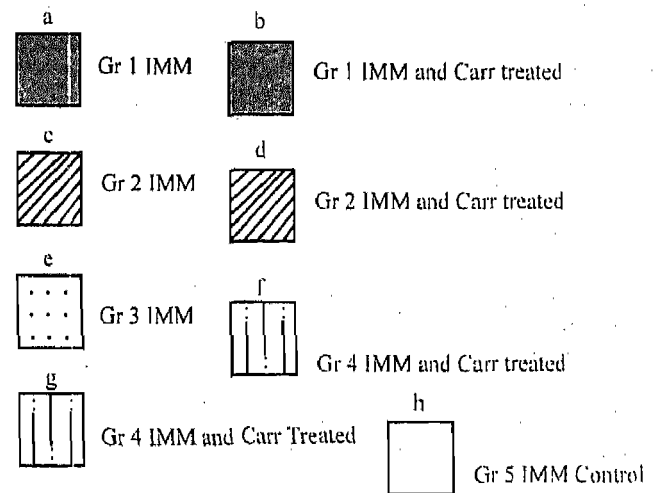 a
Gr 1 IMM
b
Gr 1 IMM and Carr treated
c
Gr 2 IMM
d
Gr 2 IMM and Carr treated
e
Gr 3 IMM
f
Gr 4 IMM and Carr treated
g
Gr 4 IMM and Carr Treated
h
Gr 5 IMM Control